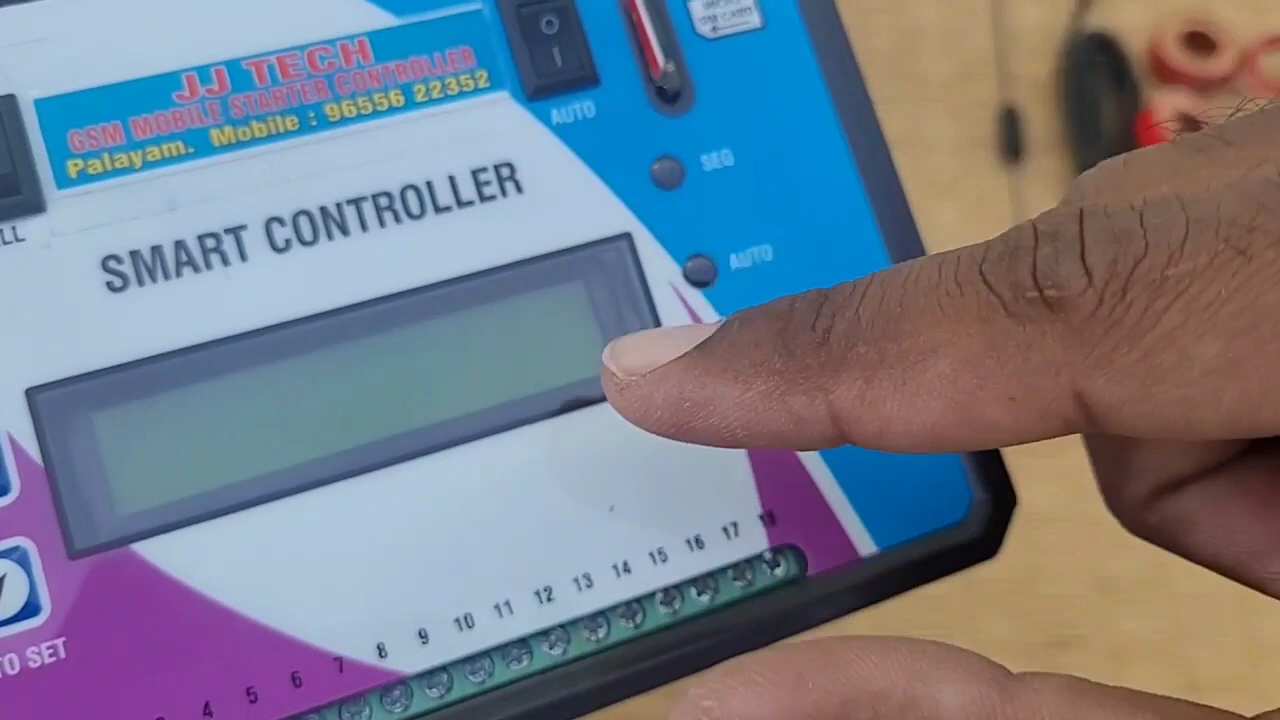 JJ TECH
GSM MOBILE STARTER CONTROLLER
Palayam. Mobile : 96556 22352
AUTO
SEQ
AUTO
SMART CONTROLLER
4 5 6 7 8 9 10 11 12 13 14 15 16 17 18
SET